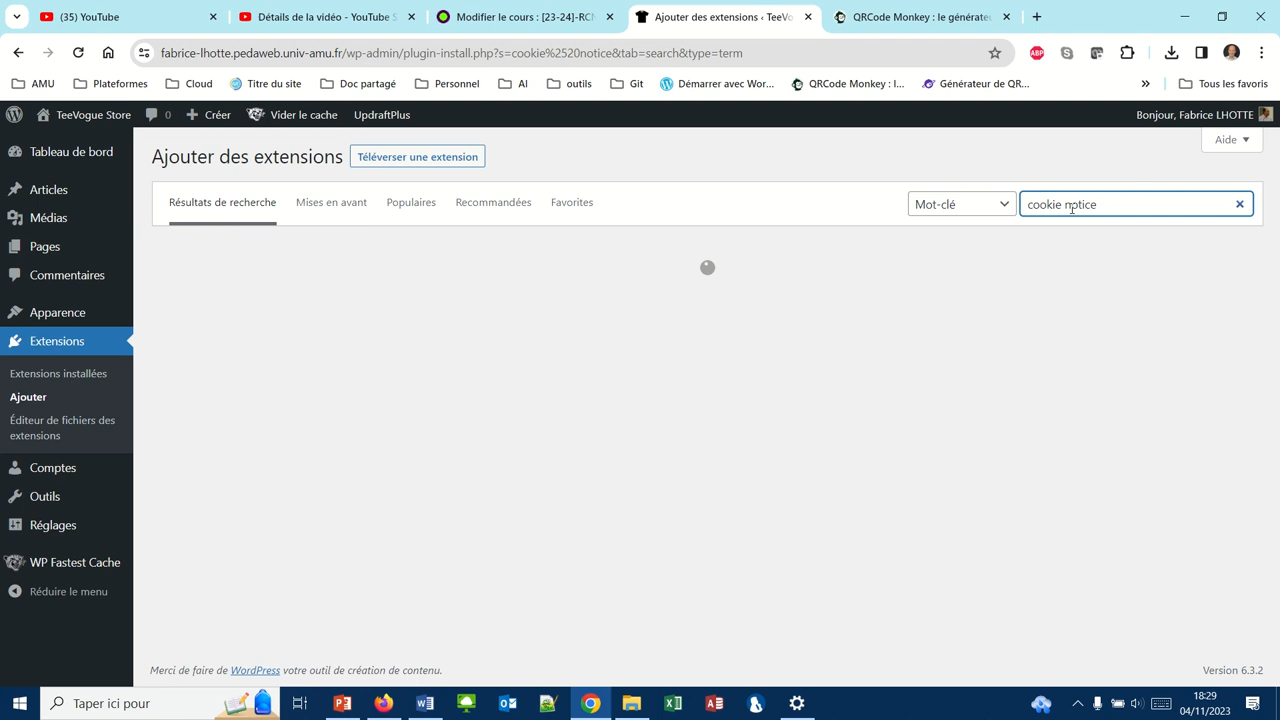 (35) YouTube
Détails de la vidéo - YouTube S
Modifier le cours : [23-24]-RCN
Ajouter des extensions ‹ TeeVo
QRCode Monkey : le générateu
fabrice-lhotte.pedaweb.univ-amu.fr/wp-admin/plugin-install.php?s=cookie%2520notice&tab=search&type=term
ABP
AMU
Plateformes
Cloud
Titre du site
Doc partagé
Personnel
AI
outils
Git
Démarrer avec Wor...
QRCode Monkey : l...
Générateur de QR...
»
Tous les favoris
TeeVogue Store
0
Créer
Vider le cache
UpdraftPlus
Bonjour, Fabrice LHOTTE
Tableau de bord
Articles
Médias
Pages
Commentaires
Apparence
Extensions
Extensions installées
Ajouter
Éditeur de fichiers des
extensions
Comptes
Outils
Réglages
WP Fastest Cache
Réduire le menu
Aide
Ajouter des extensions
Téléverser une extension
Résultats de recherche
Mises en avant
Populaires
Recommandées
Favorites
Mot-clé
cookie notice
Merci de faire de WordPress votre outil de création de contenu.
Version 6.3.2
Taper ici pour
18:29
04/11/2023